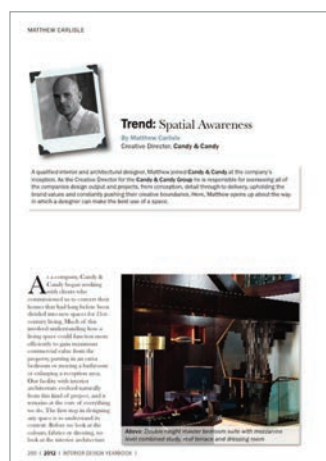 MATTHEW CARLISLE
Trend: Spatial Awareness
By Matthew Carlisle
Creative Director, Candy & Candy
A qualified interior and architectural designer, Matthew joined Candy & Candy at the company's
inception. As the Creative Director for the Candy & Candy Group he is responsible for overseeing all of
the companies design output and projects, from conception, detail through to delivery, upholding the
brand values and constantly pushing their creative boundaries. Here, Matthew opens up about the way
in which a designer can make the best use of a space.
As a company, Candy &
Candy began working
with clients who
commissioned us to convert their
homes that had long before been
divided into new spaces for 21st
century living. Much of this
involved understanding how a
living space could function more
efficiently to gain maximum
commercial value from the
property, putting in an extra
bedroom or moving a bathroom
or enlarging a reception area.
Our facility with interior
architecture evolved naturally
from this kind of project, and it
remains at the core of everything
we do. The first step in designing
any space is to understand its
context. Before we look at the
colours, fabrics or dressing, we
look at the interior architecture
Above: Double height master bedroom suite with mezzanine
level combined study, roof terrace and dressing room
260 | 2012 | INTERIOR DESIGN YEARBOOK |